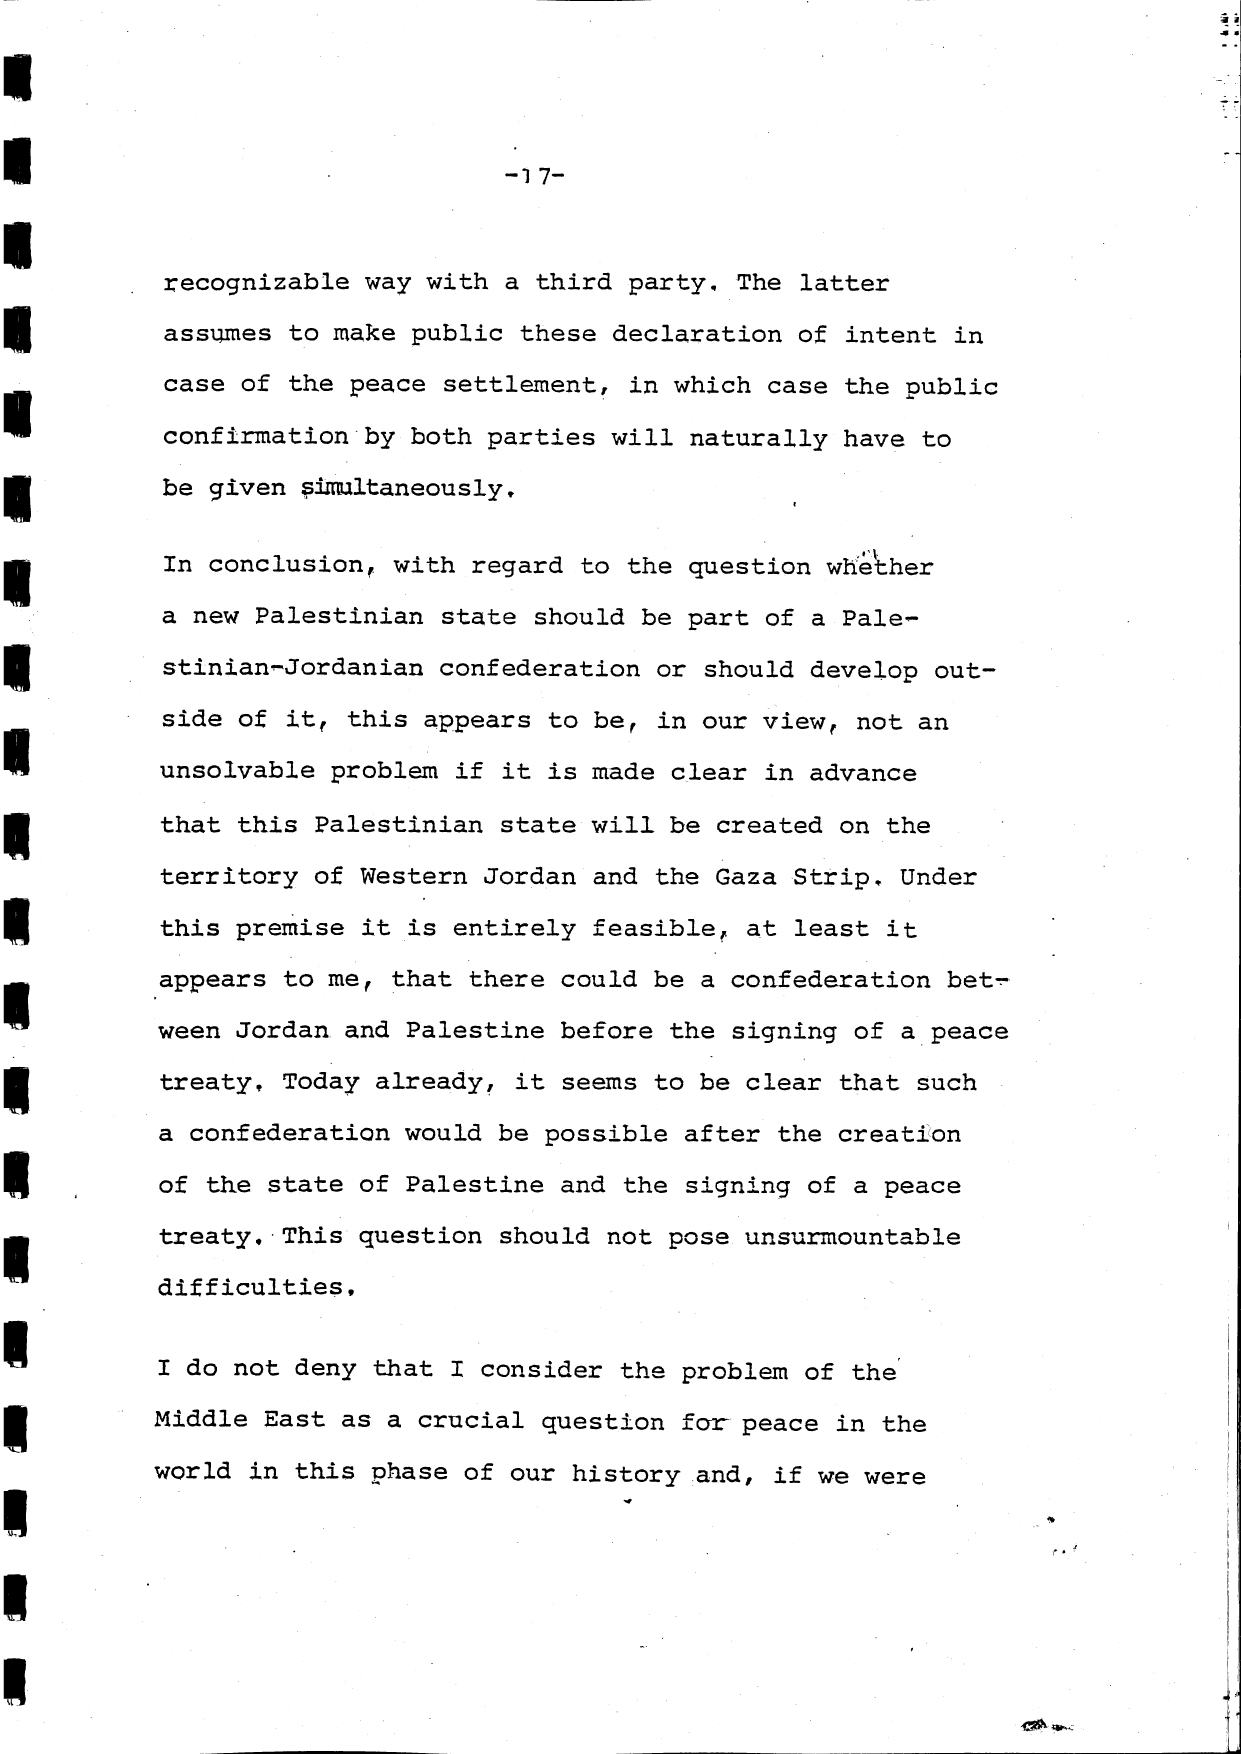 -17-
recognizable way with a third party. The latter
assumes to make public these declaration of intent in
case of the peace settlement, in which case the public
confirmation by both parties will naturally have to
be given simultaneously.
In conclusion, with regard to the question whether
a new Palestinian state should be part of a Pale-
stinian-Jordanian confederation or should develop out-
side of it, this appears to be, in our view, not an
unsolvable problem if it is made clear in advance
that this Palestinian state will be created on the
territory of Western Jordan and the Gaza Strip. Under
this premise it is entirely feasible, at least it
appears to me, that there could be a confederation bet-
ween Jordan and Palestine before the signing of a peace
treaty. Today already, it seems to be clear that such
a confederation would be possible after the creation
of the state of Palestine and the signing of a peace
treaty. This question should not pose unsurmountable
difficulties.
I do not deny that I consider the problem of the
Middle East as a crucial question for peace in the
world in this phase of our history and, if we were